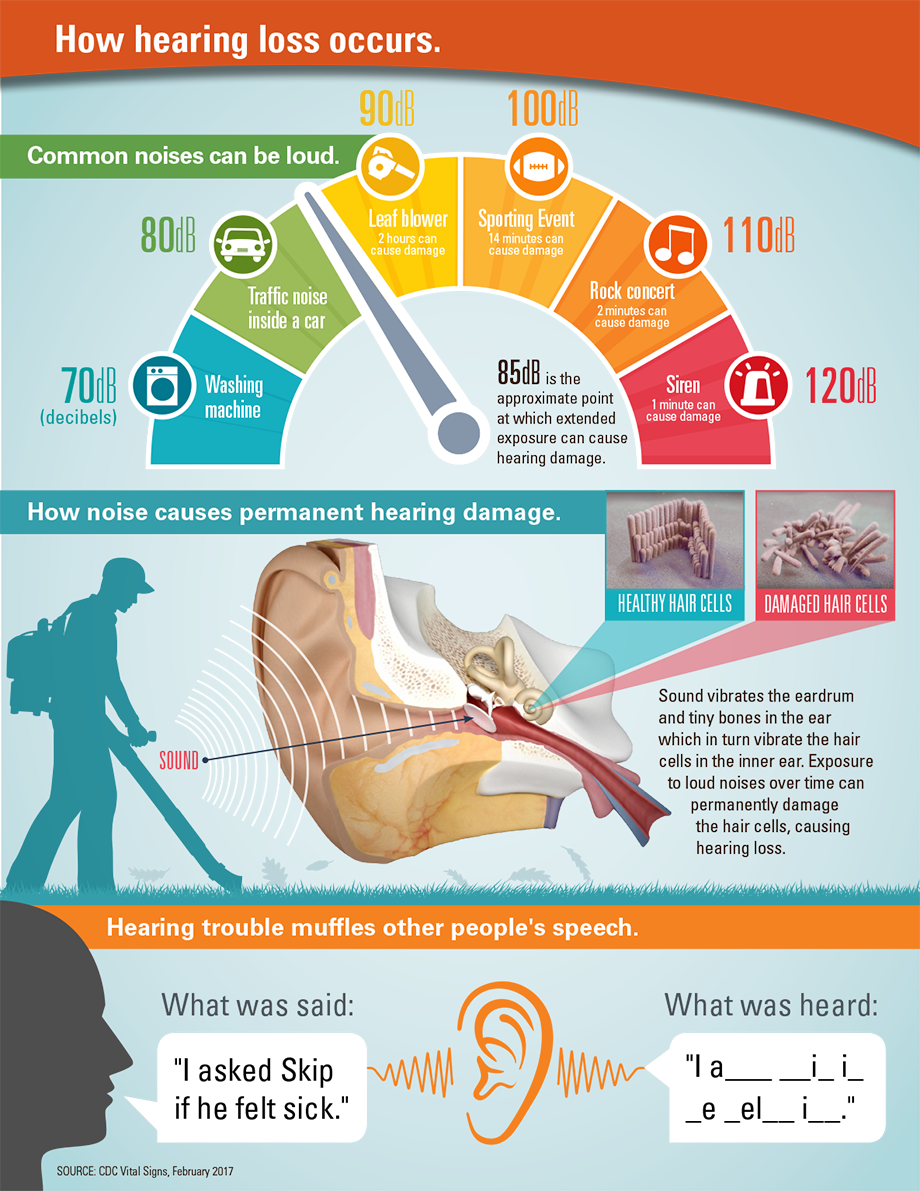 How hearing loss occurs.
90dB
100dB
Common noises can be loud.
80dB
Leaf blower
2 hours can
cause damage
Sporting Event
14 minutes can
cause damage
110dB
Traffic noise
inside a car
Rock concert
2 minutes can
cause damage
70dB
(decibels)
Washing
machine
85dB is the
approximate point
at which extended
exposure can cause
hearing damage.
Siren
1 minute can
cause damage
120dB
How noise causes permanent hearing damage.
HEALTHY HAIR CELLS
DAMAGED HAIR CELLS
SOUND
Sound vibrates the eardrum
and tiny bones in the ear
which in turn vibrate the hair
cells in the inner ear. Exposure
to loud noises over time can
permanently damage
the hair cells, causing
hearing loss.
Hearing trouble muffles other people's speech.
What was said:
"I asked Skip
if he felt sick."
What was heard:
"I a___ __i_ i_
_e _el__ i__."
SOURCE: CDC Vital Signs, February 2017